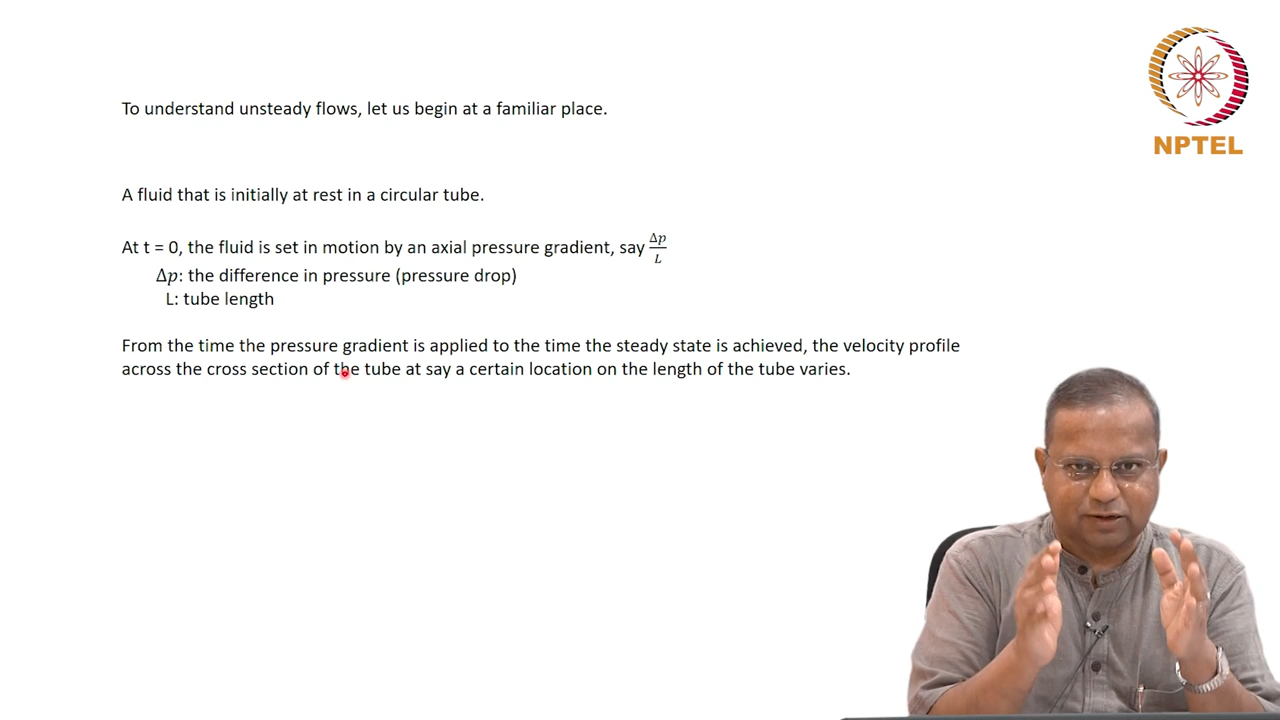 To understand unsteady flows, let us begin at a familiar place.
A fluid that is initially at rest in a circular tube.
At t = 0, the fluid is set in motion by an axial pressure gradient, say Δp/L
Δp: the difference in pressure (pressure drop)
L: tube length
From the time the pressure gradient is applied to the time the steady state is achieved, the velocity profile
across the cross section of the tube at say a certain location on the length of the tube varies.
NPTEL